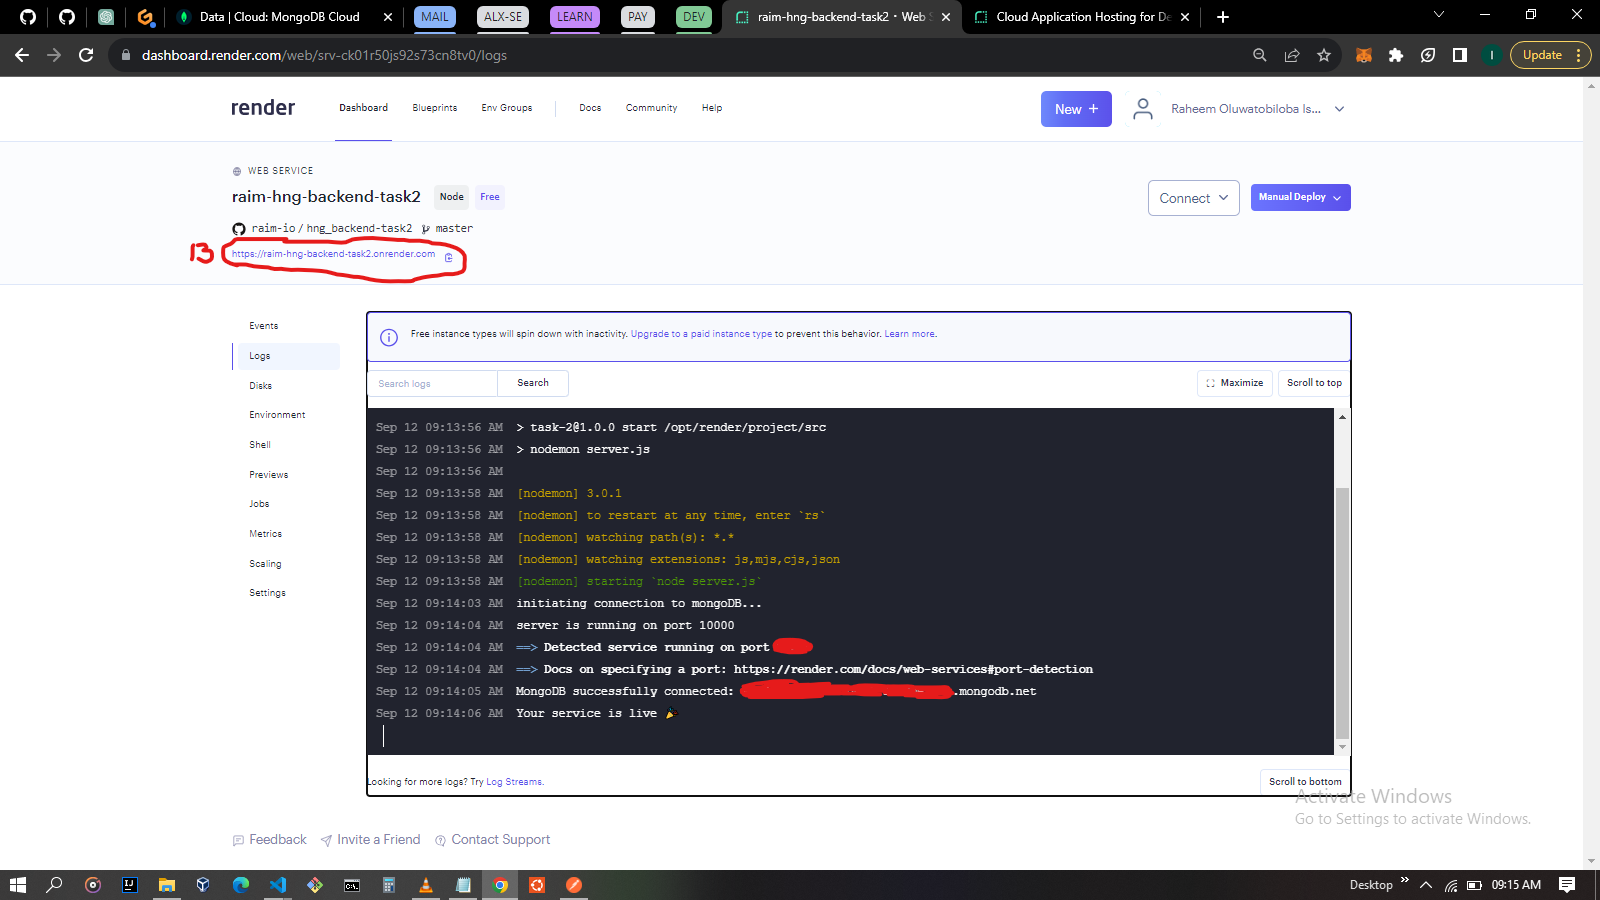 Data | Cloud: MongoDB Cloud
MAIL
ALX-SE
LEARN
PAY
DEV
raim-hng-backend-task2 · Web S
Cloud Application Hosting for De
dashboard.render.com/web/srv-ck01r50js92s73cn8tv0/logs
I
Update
render
Dashboard
Blueprints
Env Groups
Docs
Community
Help
New +
Raheem Oluwatobiloba Is...
WEB SERVICE
raim-hng-backend-task2
Node
Free
Connect
Manual Deploy
raim-io / hng_backend-task2
master
13
https://raim-hng-backend-task2.onrender.com
Events
Logs
Disks
Environment
Shell
Previews
Jobs
Metrics
Scaling
Settings
Free instance types will spin down with inactivity. Upgrade to a paid instance type to prevent this behavior. Learn more.
Search logs
Search
Maximize
Scroll to top
Sep 12 09:13:56 AM > task-2@1.0.0 start /opt/render/project/src
Sep 12 09:13:56 AM > nodemon server.js
Sep 12 09:13:56 AM
Sep 12 09:13:58 AM [nodemon] 3.0.1
Sep 12 09:13:58 AM [nodemon] to restart at any time, enter `rs`
Sep 12 09:13:58 AM [nodemon] watching path(s): *.*
Sep 12 09:13:58 AM [nodemon] watching extensions: js,mjs,cjs,json
Sep 12 09:13:58 AM [nodemon] starting `node server.js`
Sep 12 09:14:03 AM initiating connection to mongoDB...
Sep 12 09:14:04 AM server is running on port 10000
Sep 12 09:14:04 AM ==> Detected service running on port
Sep 12 09:14:04 AM ==> Docs on specifying a port: https://render.com/docs/web-services#port-detection
Sep 12 09:14:05 AM MongoDB successfully connected: .mongodb.net
Sep 12 09:14:06 AM Your service is live 🎉
Looking for more logs? Try Log Streams.
Scroll to bottom
Activate Windows
Go to Settings to activate Windows.
Feedback
Invite a Friend
Contact Support
Desktop
09:15 AM